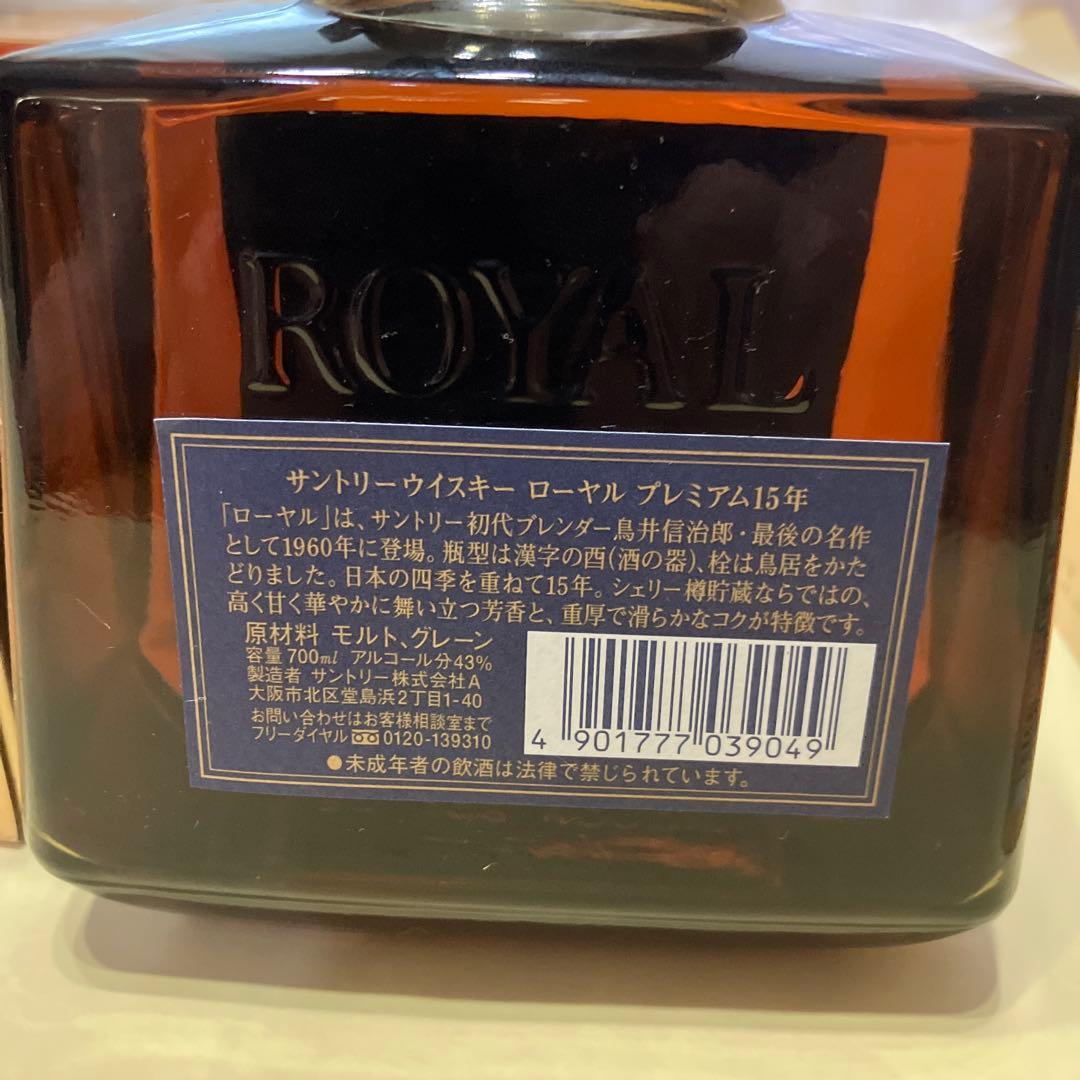 ROYAL
サントリーウイスキー ローヤル プレミアム15年
「ローヤル」は、サントリー初代ブレンダー鳥井信治郎・最後の名作
として1960年に登場。瓶型は漢字の酉(酒の器)、栓は鳥居をかた
どりました。日本の四季を重ねて15年。シェリー樽貯蔵ならではの、
高く甘く華やかに舞い立つ芳香と、重厚で滑らかなコクが特徴です。
原材料 モルト、グレーン
容量 700ml アルコール分43%
製造者 サントリー株式会社A
大阪市北区堂島浜2丁目1-40
お問い合わせはお客様相談室まで
フリーダイヤル 0120-139310
4 901777 039049
●未成年者の飲酒は法律で禁じられています。